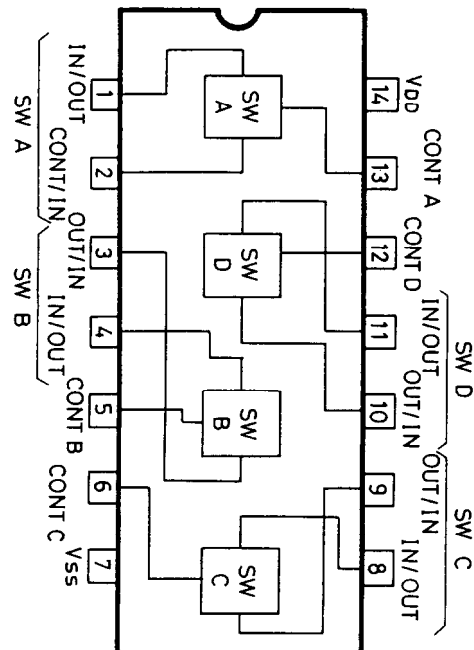 SW D
SW C
VDD
CONT A
CONT D
IN/OUT
OUT/IN
OUT/IN
IN/OUT
14
13
12
11
10
9
8
SW
A
SW
D
SW
B
SW
C
1
2
3
4
5
6
7
IN/OUT
CONT/IN
OUT/IN
IN/OUT
CONT B
CONT C
Vss
SW A
SW B